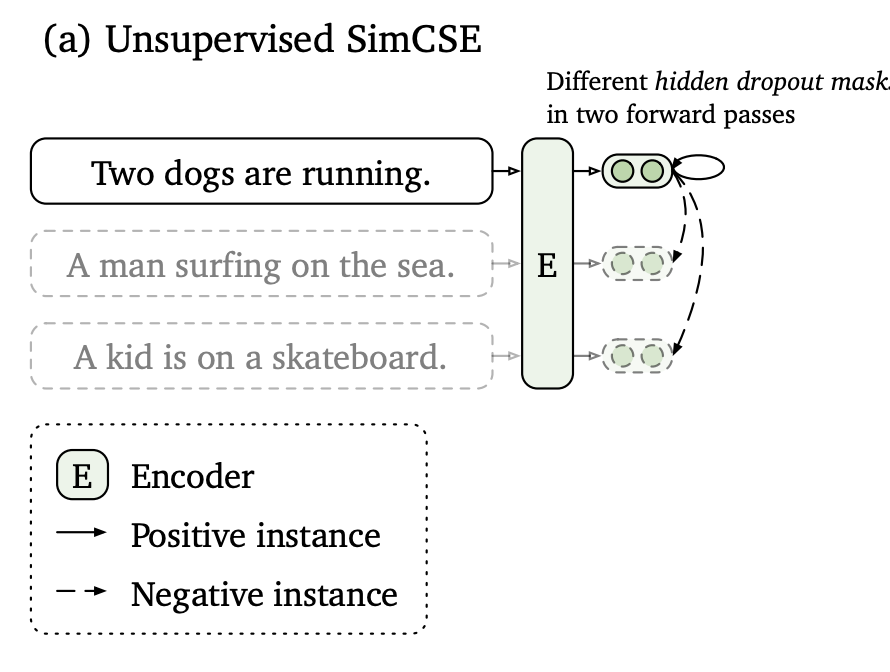 (a) Unsupervised SimCSE
Different hidden dropout mask
in two forward passes
Two dogs are running.
A man surfing on the sea.
E
A kid is on a skateboard.
E Encoder
Positive instance
Negative instance